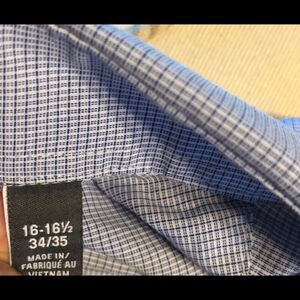 16-16½
34/35
MADE IN/
FABRIQUÉ AU
VIETNAM